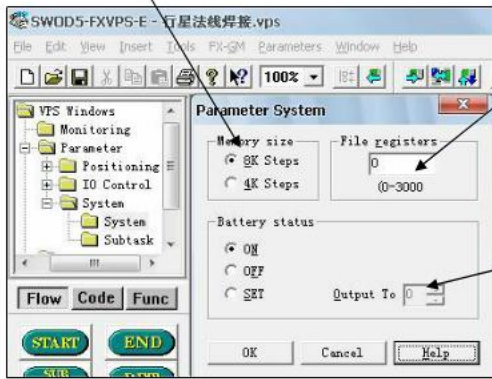 SWOD5-FXVPS-E - 行星法线焊接.vps
File Edit View Insert Tools FX-GM Parameters Window Help
100%
VPS Windows
Monitoring
Parameter
Positioning
IO Control
System
System
Subtask
Flow Code Func
START END
SUB
Parameter System
Memory size
8K Steps
4K Steps
File registers
0
(0-3000
Battery status
ON
OFF
SET
Output To 0
OK Cancel Help